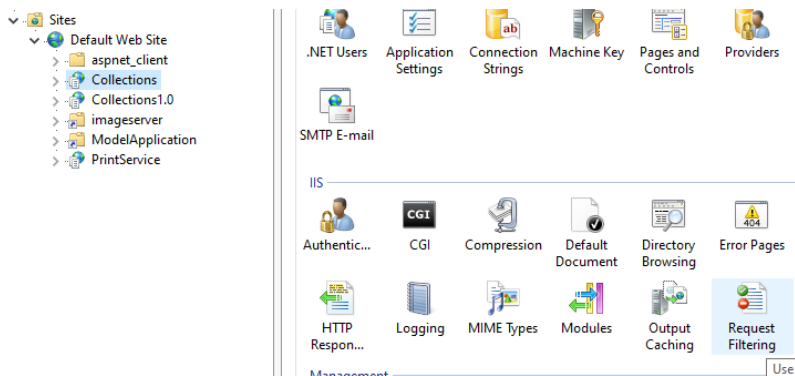 Sites
Default Web Site
aspnet_client
Collections
Collections1.0
imageserver
ModelApplication
PrintService
.NET Users Application Settings Connection Strings Machine Key Pages and Controls Providers
ab
SMTP E-mail
IIS
CGI
404
Authentic... CGI Compression Default Document Directory Browsing Error Pages
HTTP Respon... Logging MIME Types Modules Output Caching Request Filtering
Management
Use